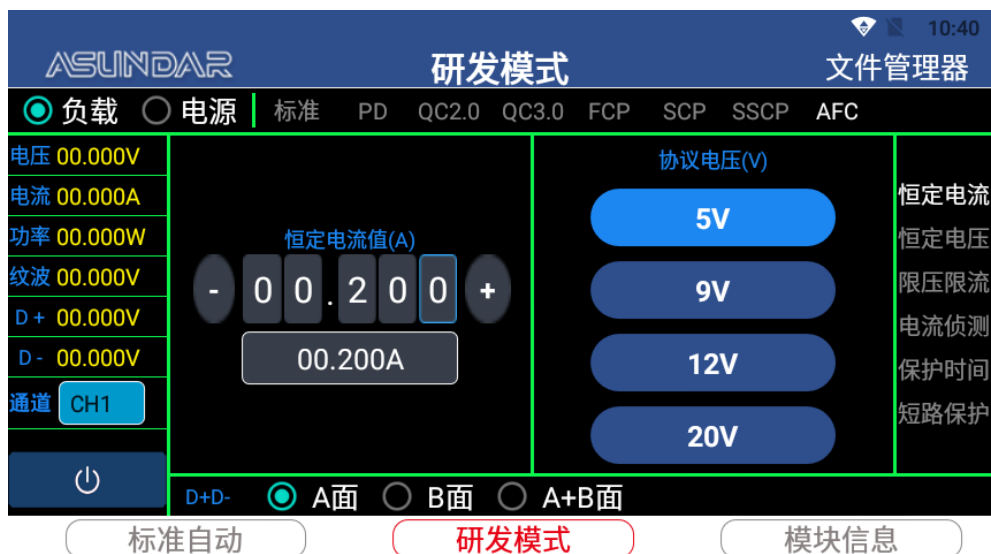 10:40
ASUNDAR 研发模式 文件管理器
负载 电源 标准 PD QC2.0 QC3.0 FCP SCP SSCP AFC
电压 00.000V
电流 00.000A
功率 00.000W
纹波 00.000V
D+ 00.000V
D- 00.000V
通道 CH1
恒定电流值(A)
- 0 0 . 2 0 0 +
00.200A
协议电压(V)
5V
9V
12V
20V
恒定电流
恒定电压
限压限流
电流侦测
保护时间
短路保护
D+D- A面 B面 A+B面
标准自动 研发模式 模块信息